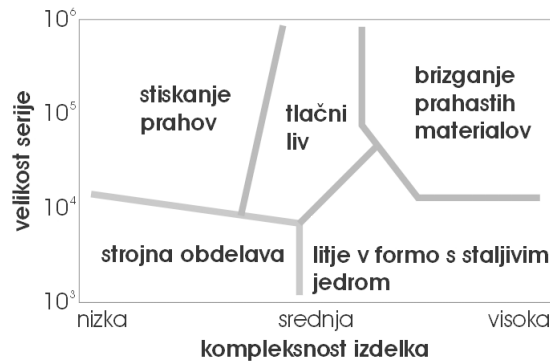 10⁶
stiskanje
prahov
tlačni
liv
brizganje
prahastih
materialov
10⁵
velikost serije
10⁴
strojna obdelava
litje v formo s staljivim
jedrom
10³
nizka
srednja
visoka
kompleksnost izdelka